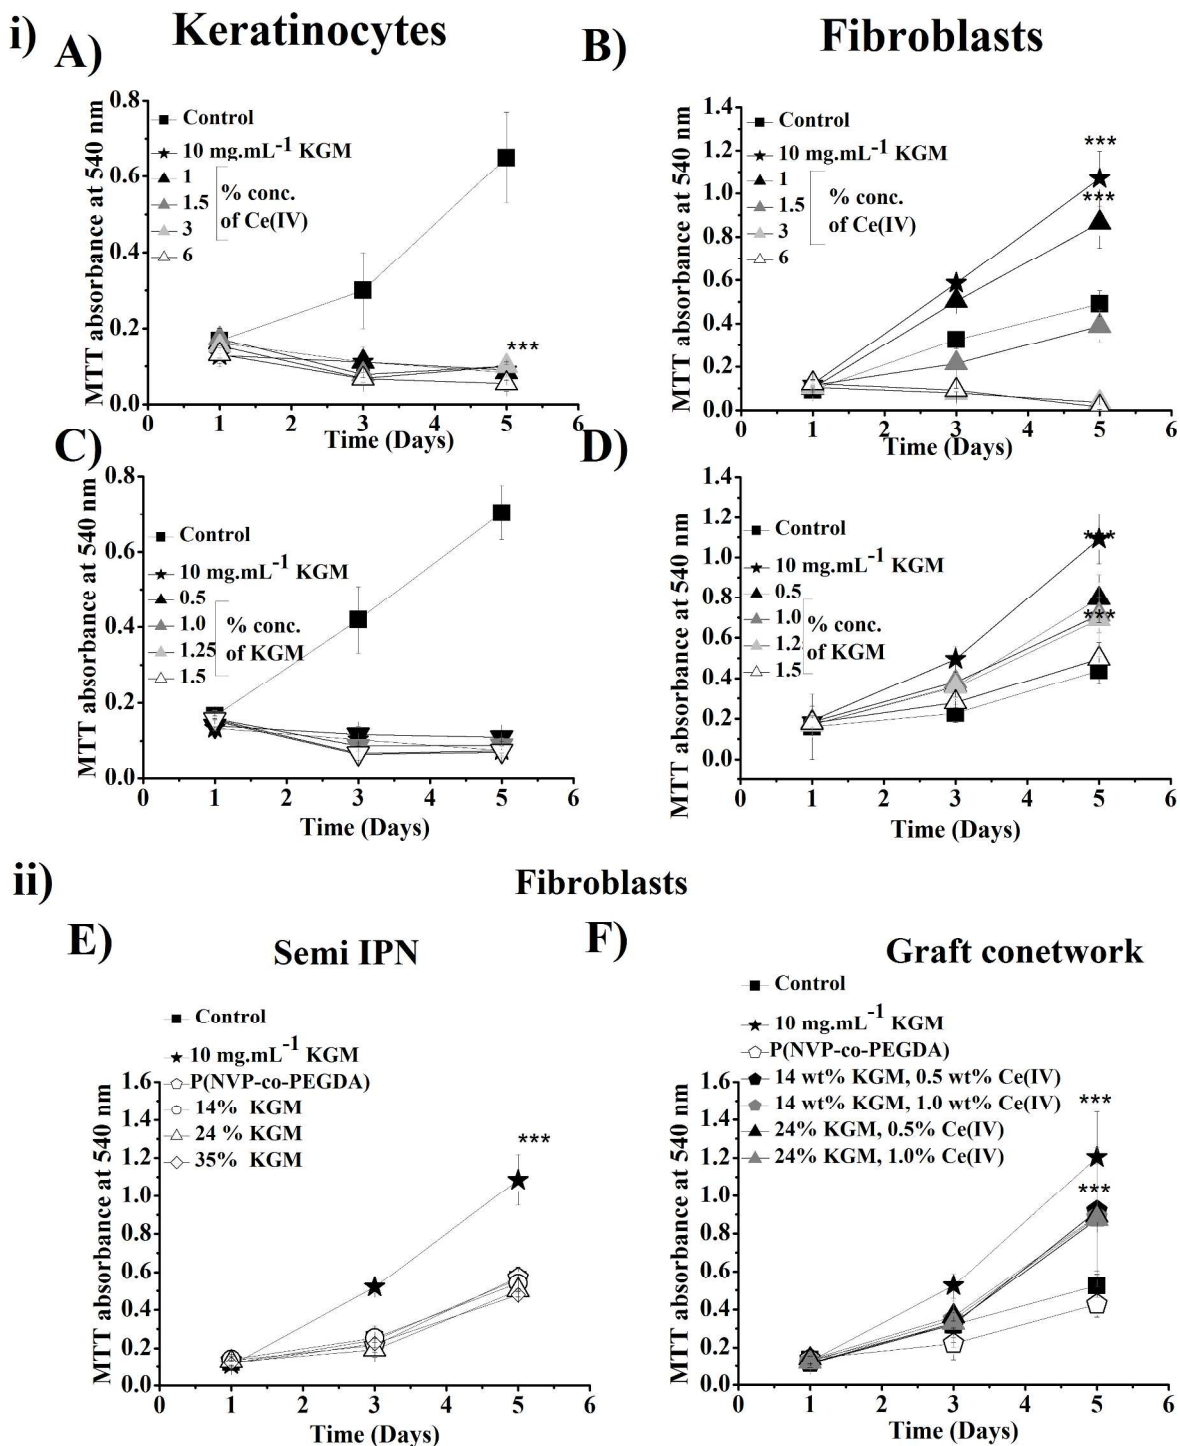 i)
Keratinocytes
Fibroblasts
A)
0.8
0.6
0.4
0.2
0.0
MTT absorbance at 540 nm
Control
10 mg.mL-1 KGM
1
1.5
3
6
% conc.
of Ce(IV)
***
0 1 2 3 4 5 6
Time (Days)
B)
1.4
1.2
1.0
0.8
0.6
0.4
0.2
0.0
MTT absorbance at 540 nm
Control
10 mg.mL-1 KGM
1
1.5
3
6
% conc.
of Ce(IV)
***
***
0 1 2 3 4 5 6
Time (Days)
C)
0.8
0.6
0.4
0.2
0.0
MTT absorbance at 540 nm
Control
10 mg.mL-1 KGM
0.5
1.0
1.25
1.5
% conc.
of KGM
0 1 2 3 4 5 6
Time (Days)
D)
1.4
1.2
1.0
0.8
0.6
0.4
0.2
0.0
MTT absorbance at 540 nm
Control
10 mg.mL-1 KGM
0.5
1.0
1.2
1.5
% conc.
of KGM
***
***
0 1 2 3 4 5 6
Time (Days)
ii)
Fibroblasts
E)
Semi IPN
Control
10 mg.mL-1 KGM
P(NVP-co-PEGDA)
14% KGM
24 % KGM
35% KGM
1.6
1.4
1.2
1.0
0.8
0.6
0.4
0.2
0.0
MTT absorbance at 540 nm
***
0 1 2 3 4 5 6
Time (Days)
F)
Graft conetwork
Control
10 mg.mL-1 KGM
P(NVP-co-PEGDA)
14 wt% KGM, 0.5 wt% Ce(IV)
14 wt% KGM, 1.0 wt% Ce(IV)
24% KGM, 0.5% Ce(IV)
24% KGM, 1.0% Ce(IV)
1.6
1.4
1.2
1.0
0.8
0.6
0.4
0.2
0.0
MTT absorbance at 540 nm
***
***
0 1 2 3 4 5 6
Time (Days)